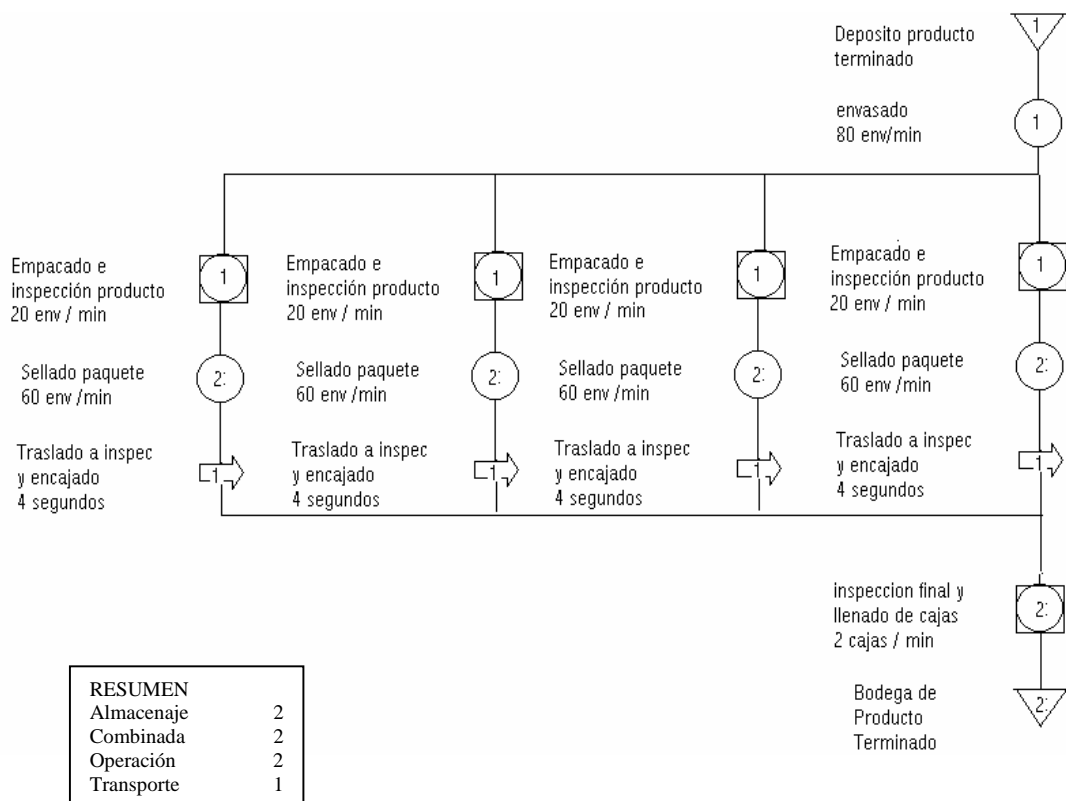 Deposito producto
terminado
1
envasado
80 env/min
1
Empacado e
inspección producto
20 env / min
1
Empacado e
inspección producto
20 env / min
1
Empacado e
inspección producto
20 env / min
1
Empacado e
inspección producto
20 env / min
1
Sellado paquete
60 env /min
2:
Sellado paquete
60 env /min
2:
Sellado paquete
60 env /min
2:
Sellado paquete
60 env /min
2:
Traslado a inspec
y encajado
4 segundos
1
Traslado a inspec
y encajado
4 segundos
1
Traslado a inspec
y encajado
4 segundos
1
Traslado a inspec
y encajado
4 segundos
1
inspeccion final y
llenado de cajas
2 cajas / min
2:
Bodega de
Producto
Terminado
2:
RESUMEN
Almacenaje 2
Combinada 2
Operación 2
Transporte 1